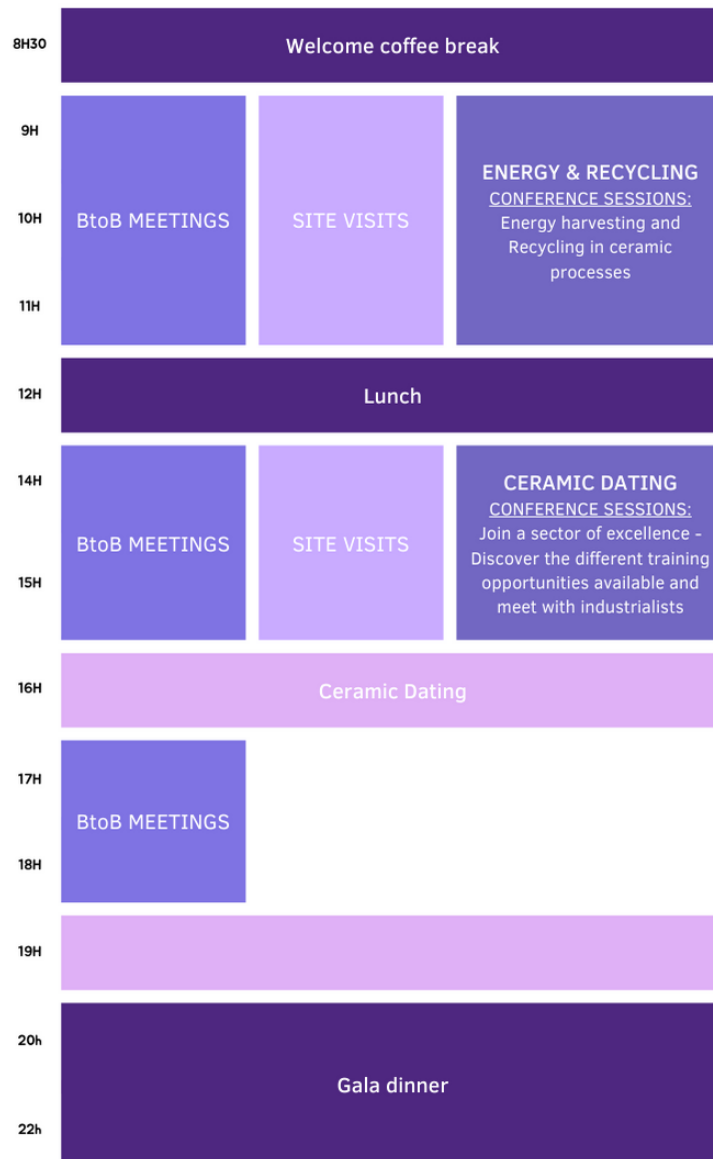 8H30
Welcome coffee break
9H
10H
11H
BtoB MEETINGS
SITE VISITS
ENERGY & RECYCLING
CONFERENCE SESSIONS:
Energy harvesting and
Recycling in ceramic
processes
12H
Lunch
14H
15H
BtoB MEETINGS
SITE VISITS
CERAMIC DATING
CONFERENCE SESSIONS:
Join a sector of excellence -
Discover the different training
opportunities available and
meet with industrialists
16H
Ceramic Dating
17H
18H
BtoB MEETINGS
19H
20h
Gala dinner
22h